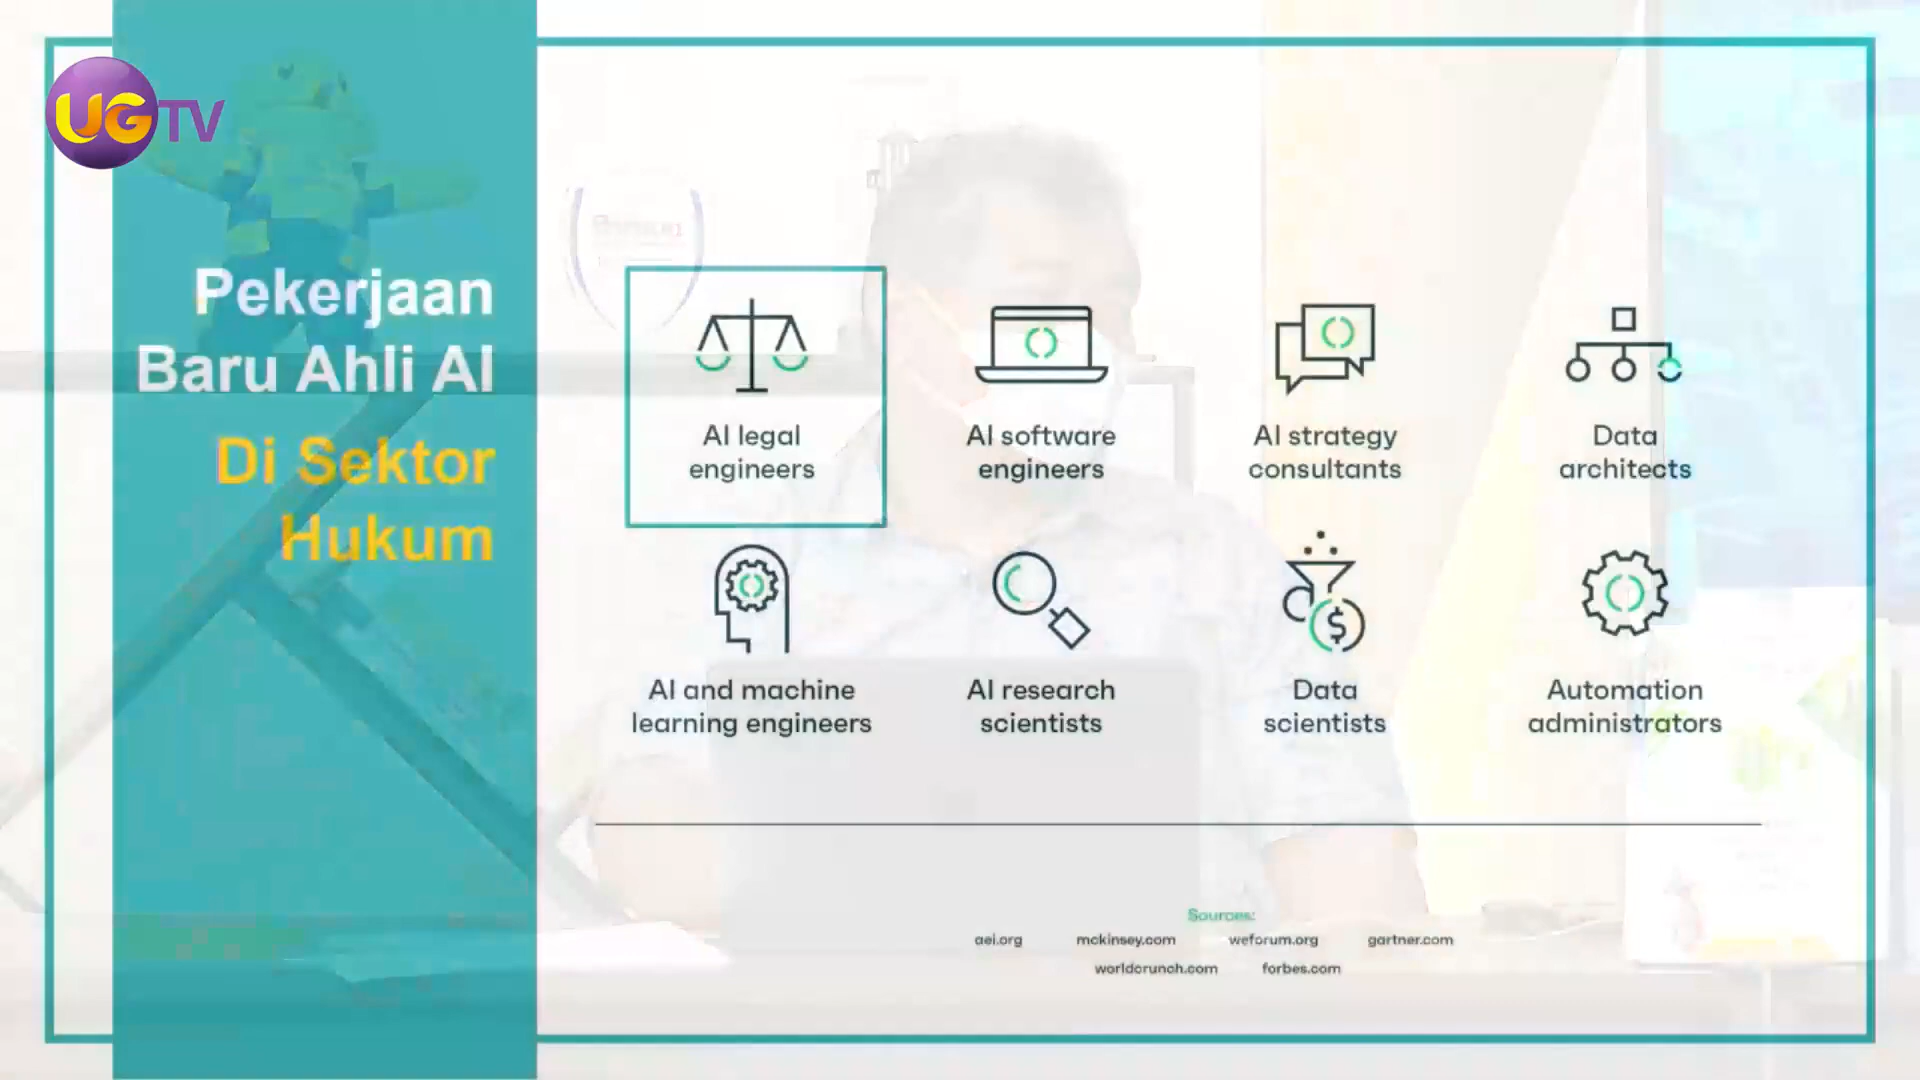 UGTV
Pekerjaan
Baru Ahli AI
Di Sektor
Hukum
AI legal
engineers
AI software
engineers
AI strategy
consultants
Data
architects
AI and machine
learning engineers
AI research
scientists
Data
scientists
Automation
administrators
Sources:
aei.org mckinsey.com weforum.org gartner.com
worldcrunch.com forbes.com